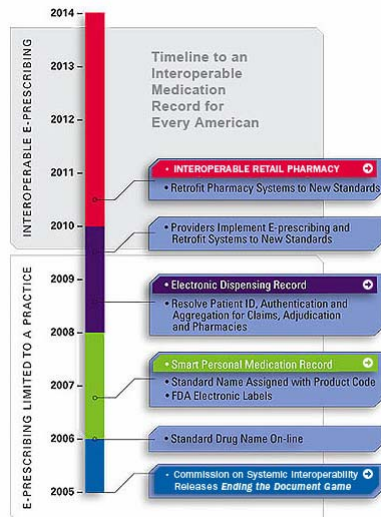 2014
2013
2012
2011
2010
2009
2008
2007
2006
2005
INTEROPERABLE E-PRESCRIBING
E-PRESCRIBING LIMITED TO A PRACTICE
Timeline to an
Interoperable
Medication
Record for
Every American
• INTEROPERABLE RETAIL PHARMACY
• Retrofit Pharmacy Systems to New Standards
• Providers Implement E-prescribing and
Retrofit Systems to New Standards
• Electronic Dispensing Record
• Resolve Patient ID, Authentication and
Aggregation for Claims, Adjudication
and Pharmacies
• Smart Personal Medication Record
• Standard Name Assigned with Product Code
• FDA Electronic Labels
• Standard Drug Name On-line
• Commission on Systemic Interoperability
Releases Ending the Document Game